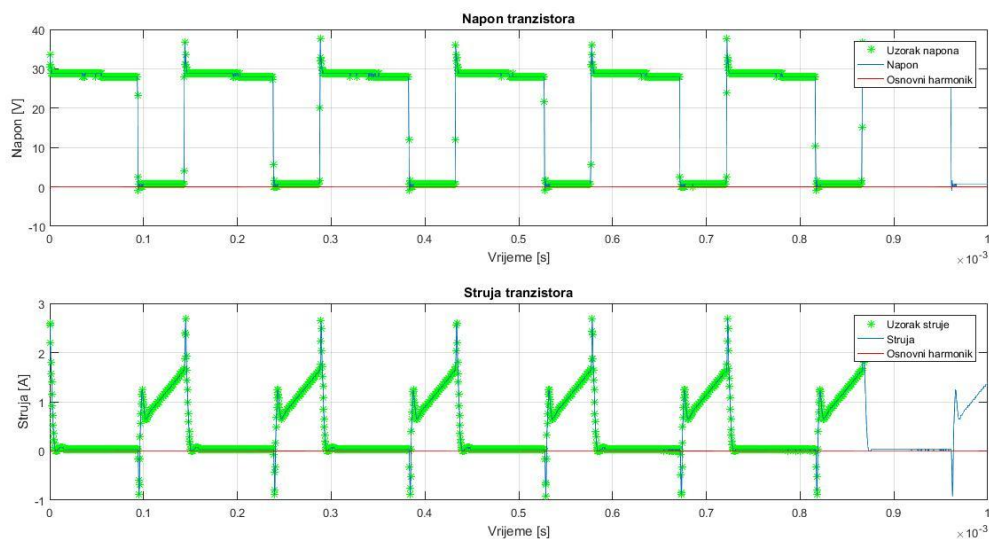 Napon tranzistora
40
30
20
10
0
-10
Napon [V]
Uzorak napona
Napon
Osnovni harmonik
0 0.1 0.2 0.3 0.4 0.5 0.6 0.7 0.8 0.9 1
Vrijeme [s]
×10⁻³
Struja tranzistora
3
2
1
0
-1
Struja [A]
Uzorak struje
Struja
Osnovni harmonik
0 0.1 0.2 0.3 0.4 0.5 0.6 0.7 0.8 0.9 1
Vrijeme [s]
×10⁻³